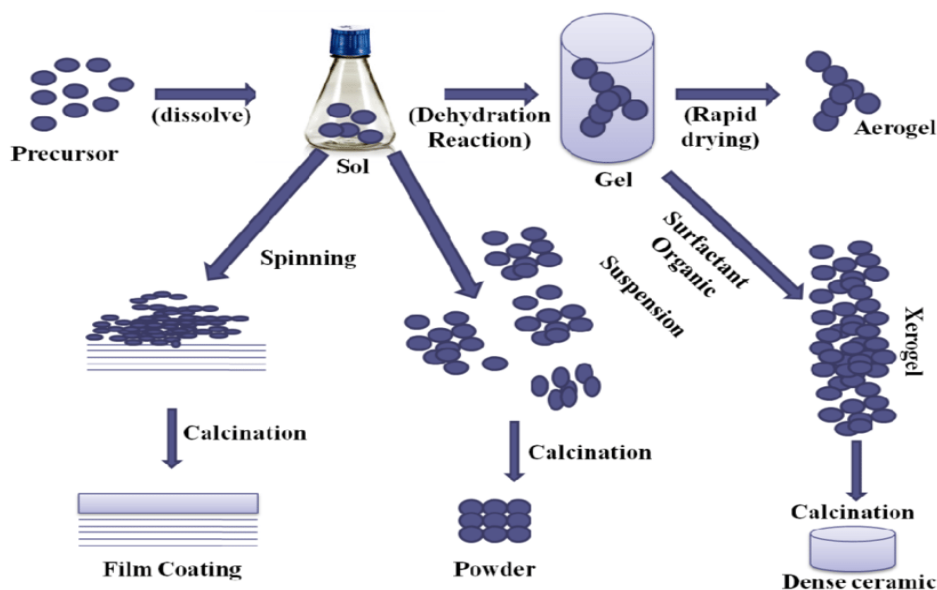 Precursor
(dissolve)
Sol
(Dehydration
Reaction)
Gel
(Rapid
drying)
Aerogel
Spinning
Suspension
Surfactant
Organic
Xerogel
Calcination
Calcination
Calcination
Film Coating
Powder
Dense ceramic